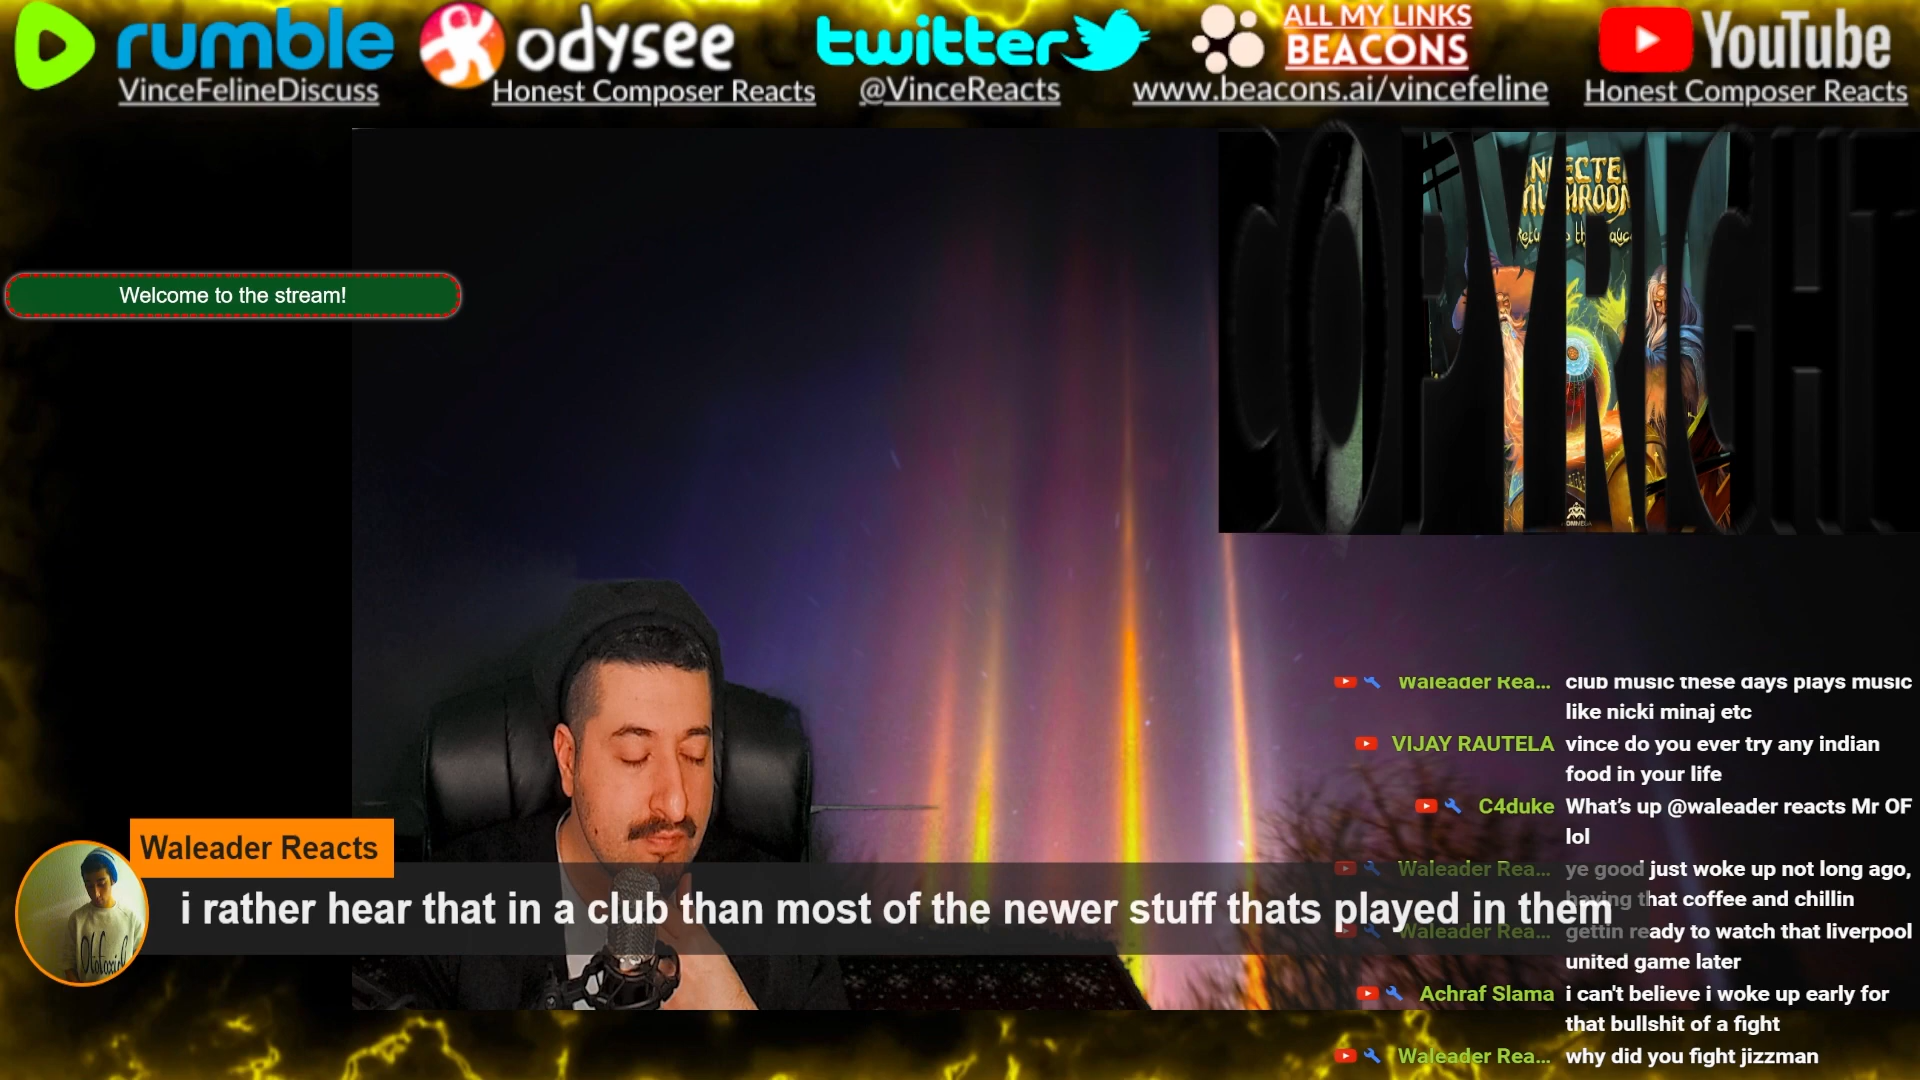 rumble
VinceFelineDiscuss
odysee
Honest Composer Reacts
twitter
@VinceReacts
ALL MY LINKS
BEACONS
www.beacons.ai/vincefeline
YouTube
Honest Composer Reacts
COPYRIGHT
Welcome to the stream!
Waleader Rea... club music these days plays music
like nicki minaj etc
VIJAY RAUTELA vince do you ever try any indian
food in your life
C4duke What's up @waleader reacts Mr OF
lol
Waleader Rea... ye good just woke up not long ago,
having that coffee and chillin
Waleader Rea... gettin ready to watch that liverpool
united game later
Achraf Slama i can't believe i woke up early for
that bullshit of a fight
Waleader Rea... why did you fight jizzman
Waleader Reacts
i rather hear that in a club than most of the newer stuff thats played in them